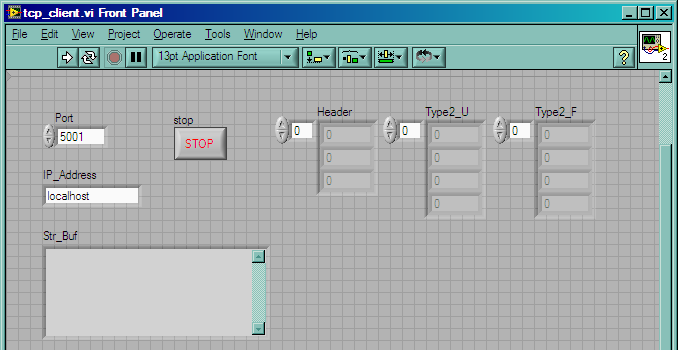 tcp_client.vi Front Panel
File Edit View Project Operate Tools Window Help
13pt Application Font
?
2
Port
5001
stop
STOP
IP_Address
localhost
Header
0
0
0
0
Type2_U
0
0
0
0
0
Type2_F
0
0
0
0
0
Str_Buf